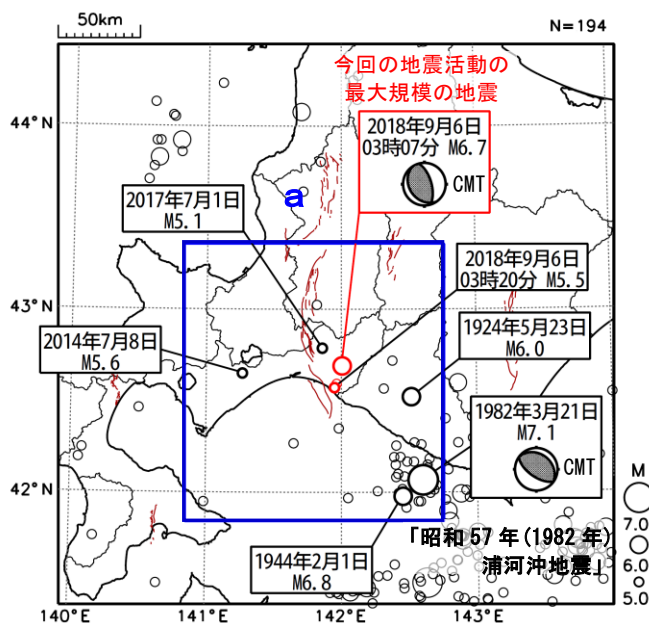 50km
N=194
今回の地震活動の
最大規模の地震
44°N
2018年9月6日
03時07分 M6.7
CMT
a
2017年7月1日
M5.1
2018年9月6日
03時20分 M5.5
43°N
1924年5月23日
M6.0
2014年7月8日
M5.6
1982年3月21日
M7.1
CMT
42°N
M
7.0
6.0
5.0
「昭和57年(1982年)
浦河沖地震」
1944年2月1日
M6.8
140°E
141°E
142°E
143°E